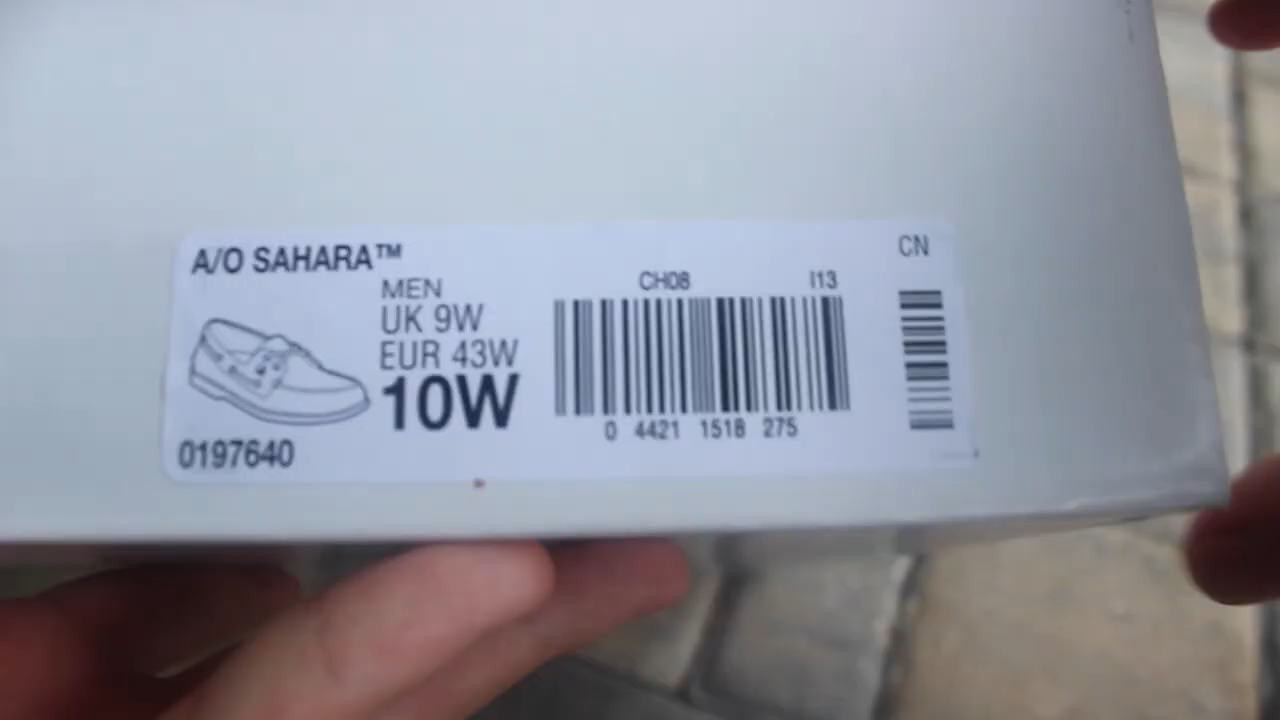 A/O SAHARA™
MEN
UK 9W
EUR 43W
10W
0197640
CH08 I13
0 4421 1518 275
CN